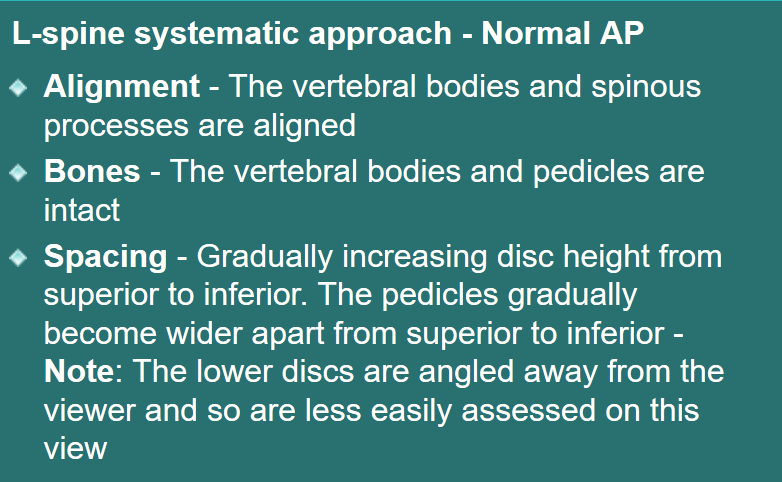 L-spine systematic approach - Normal AP
Alignment - The vertebral bodies and spinous
processes are aligned
Bones - The vertebral bodies and pedicles are
intact
Spacing - Gradually increasing disc height from
superior to inferior. The pedicles gradually
become wider apart from superior to inferior -
Note: The lower discs are angled away from the
viewer and so are less easily assessed on this
view